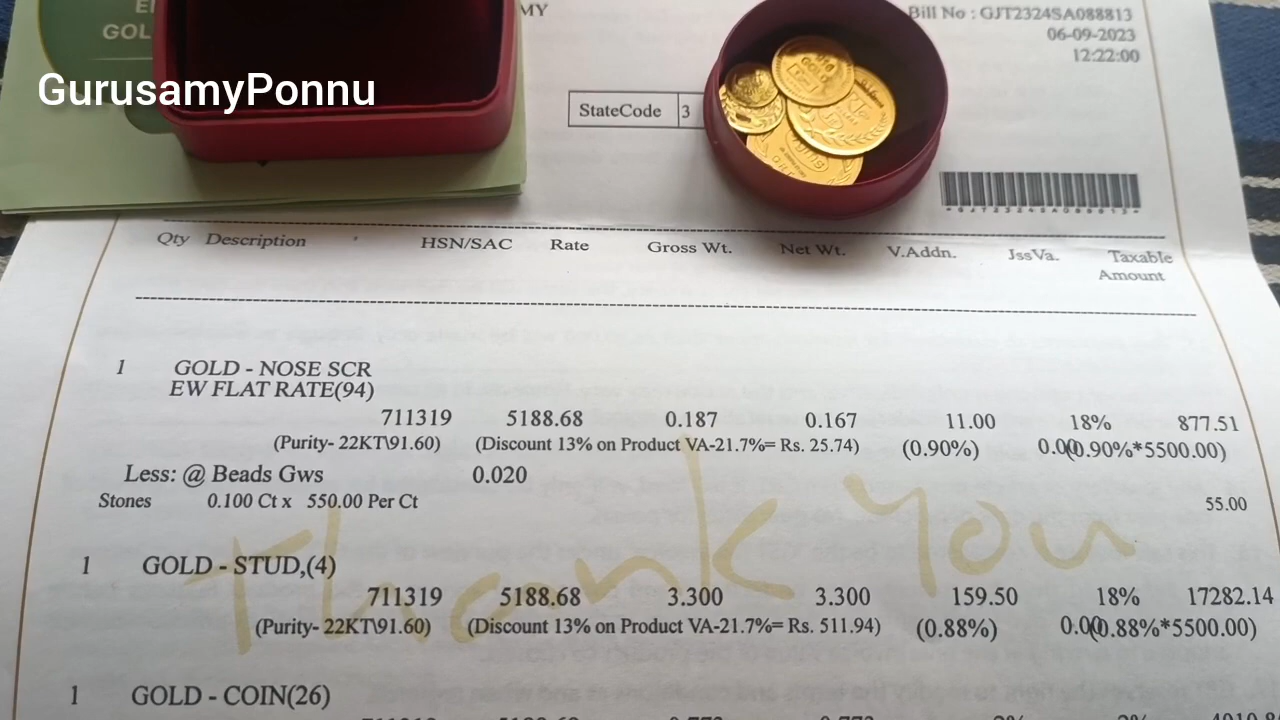 GurusamyPonnu
GOL
MY
Bill No : GJT2324SA088813
06-09-2023
12:22:00
StateCode 3
Qty Description HSN/SAC Rate Gross Wt. Net Wt. V.Addn. JssVa. Taxable
Amount
1 GOLD - NOSE SCR
EW FLAT RATE(94)
711319 5188.68 0.187 0.167 11.00 18% 877.51
(Purity- 22KT\91.60) (Discount 13% on Product VA-21.7%= Rs. 25.74) (0.90%) 0.00 (0.90%*5500.00)
Less: @ Beads Gws 0.020
Stones 0.100 Ct x 550.00 Per Ct 55.00
Thank You
1 GOLD - STUD,(4)
711319 5188.68 3.300 3.300 159.50 18% 17282.14
(Purity- 22KT\91.60) (Discount 13% on Product VA-21.7%= Rs. 511.94) (0.88%) 0.00 (0.88%*5500.00)
1 GOLD - COIN(26)